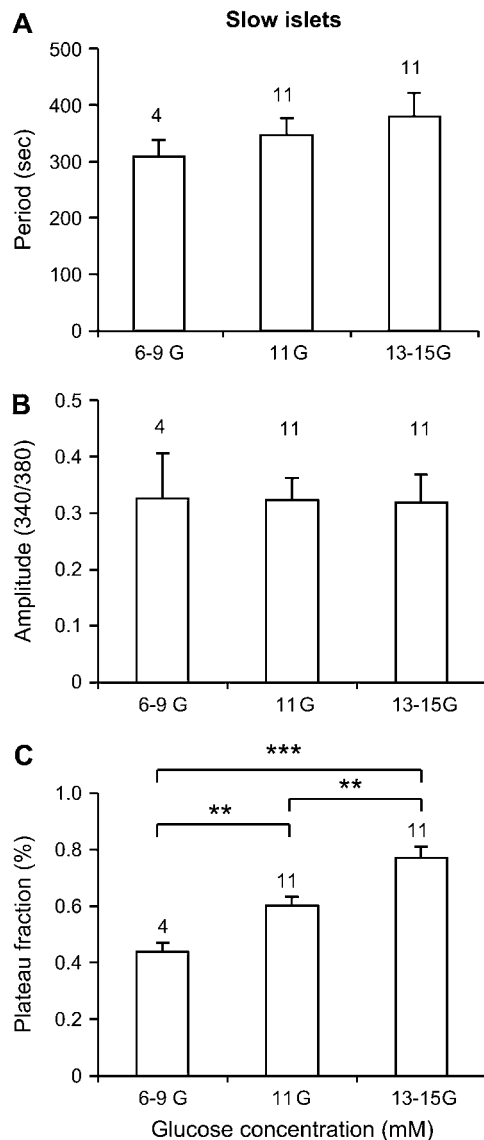 A
Slow islets
500
400
300
200
100
0
Period (sec)
4
11
11
6-9 G
11 G
13-15G
B
0.5
0.4
0.3
0.2
0.1
0
Amplitude (340/380)
4
11
11
6-9 G
11 G
13-15G
C
1.0
0.8
0.6
0.4
0.2
0
Plateau fraction (%)
***
**
**
4
11
11
6-9 G
11 G
13-15G
Glucose concentration (mM)